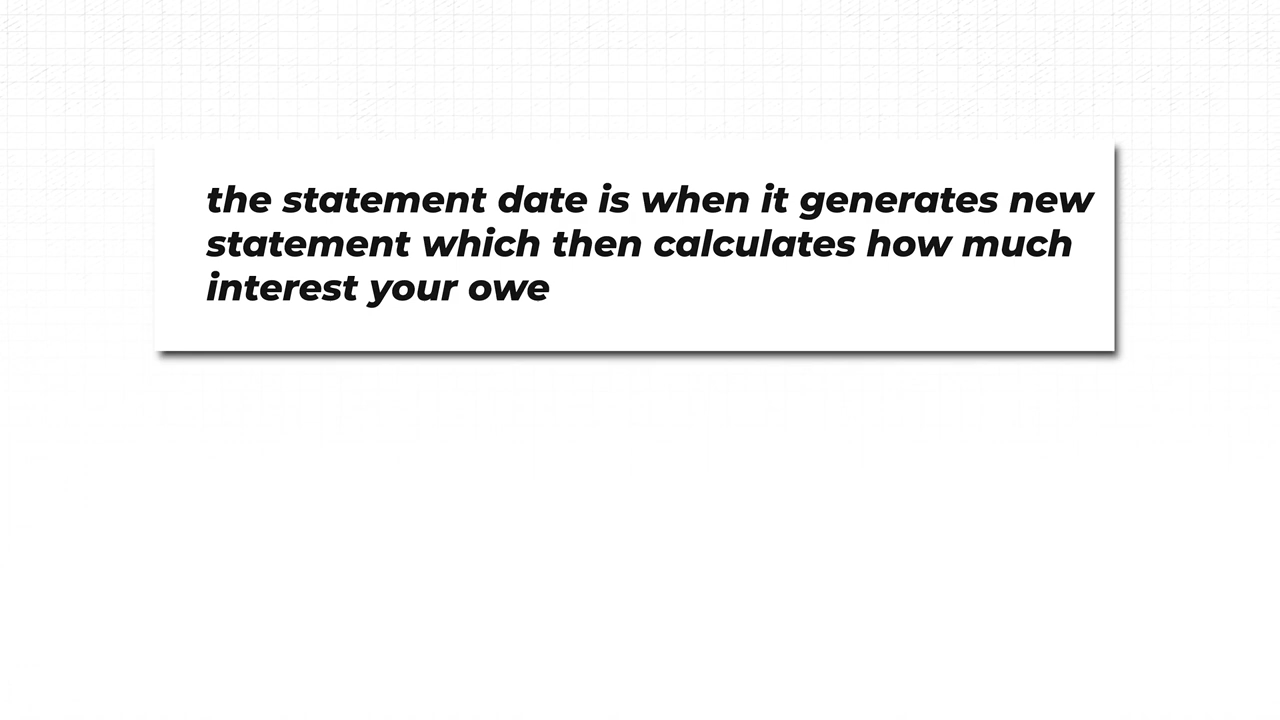 the statement date is when it generates new
statement which then calculates how much
interest your owe